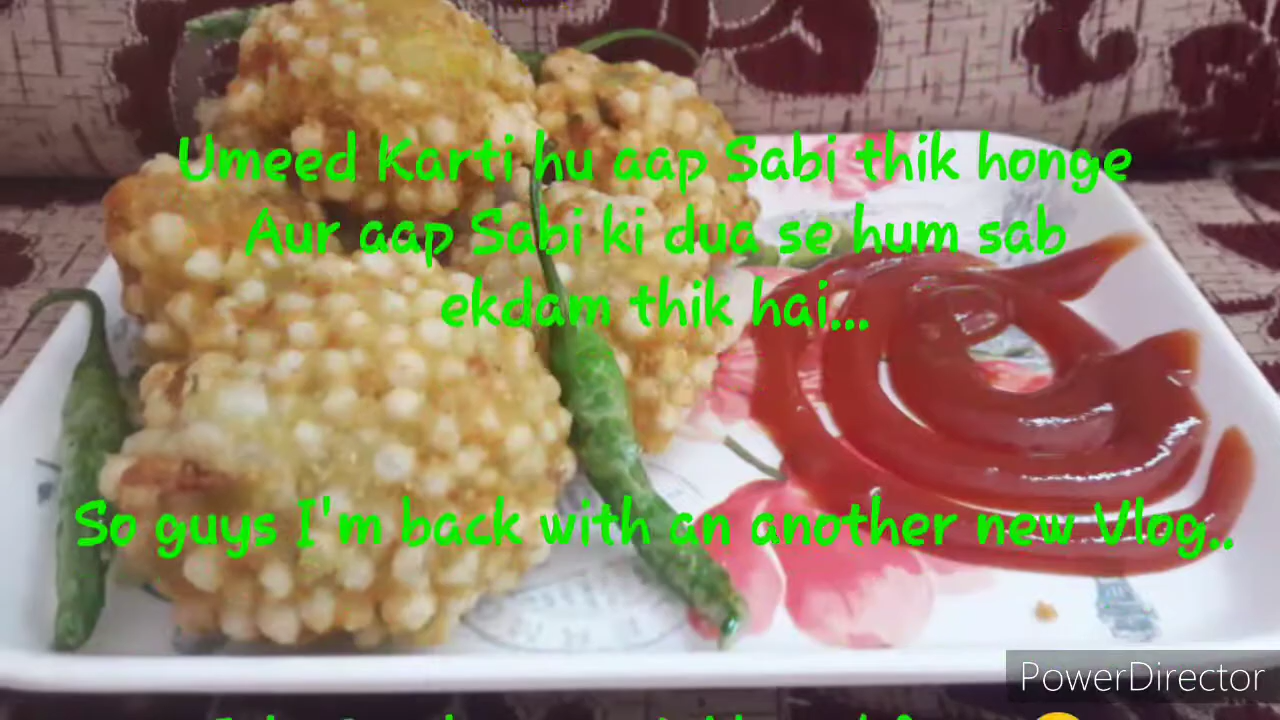 Umeed Karti hu aap Sabi thik honge
Aur aap Sabi ki dua se hum sab
ekdam thik hai...
So guys I'm back with an another new Vlog..
PowerDirector